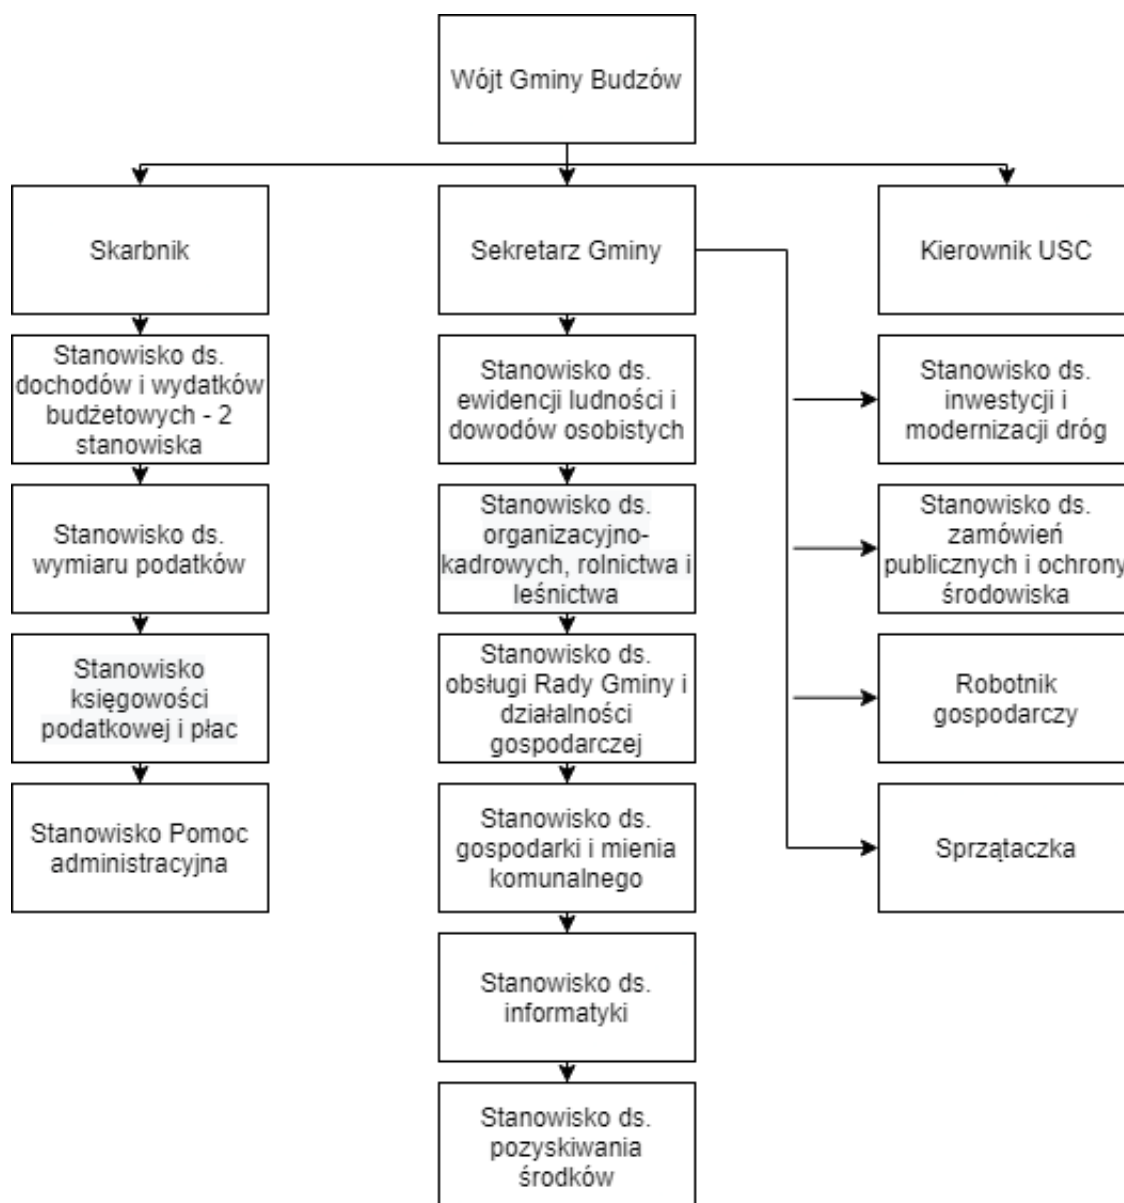 Wójt Gminy Budzów
Skarbnik
Sekretarz Gminy
Kierownik USC
Stanowisko ds.
dochodów i wydatków
budżetowych - 2
stanowiska
Stanowisko ds.
ewidencji ludności i
dowodów osobistych
Stanowisko ds.
inwestycji i
modernizacji dróg
Stanowisko ds.
wymiaru podatków
Stanowisko ds.
organizacyjno-
kadrowych, rolnictwa i
leśnictwa
Stanowisko ds.
zamówień
publicznych i ochrony
środowiska
Stanowisko
księgowości
podatkowej i płac
Stanowisko ds.
obsługi Rady Gminy i
działalności
gospodarczej
Robotnik
gospodarczy
Stanowisko Pomoc
administracyjna
Stanowisko ds.
gospodarki i mienia
komunalnego
Sprzątaczka
Stanowisko ds.
informatyki
Stanowisko ds.
pozyskiwania
środków